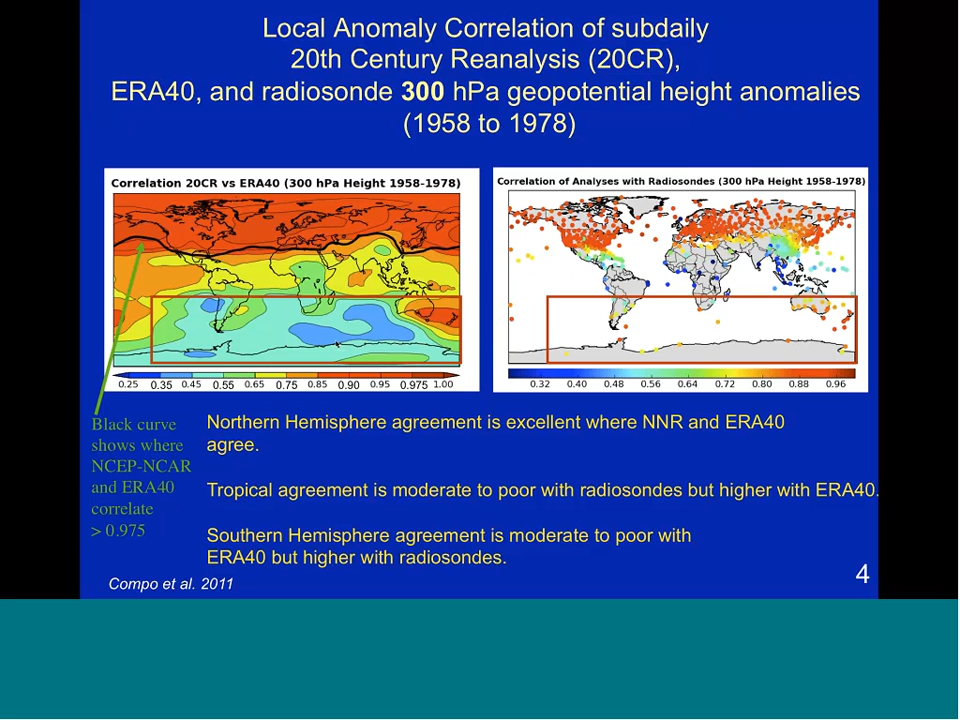 Local Anomaly Correlation of subdaily
20th Century Reanalysis (20CR),
ERA40, and radiosonde 300 hPa geopotential height anomalies
(1958 to 1978)
Correlation 20CR vs ERA40 (300 hPa Height 1958-1978)
0.25 0.35 0.45 0.55 0.65 0.75 0.85 0.90 0.95 0.975 1.00
Correlation of Analyses with Radiosondes (300 hPa Height 1958-1978)
0.32 0.40 0.48 0.56 0.64 0.72 0.80 0.88 0.96
Black curve
shows where
NCEP-NCAR
and ERA40
correlate
> 0.975
Northern Hemisphere agreement is excellent where NNR and ERA40
agree.
Tropical agreement is moderate to poor with radiosondes but higher with ERA40.
Southern Hemisphere agreement is moderate to poor with
ERA40 but higher with radiosondes.
Compo et al. 2011
4